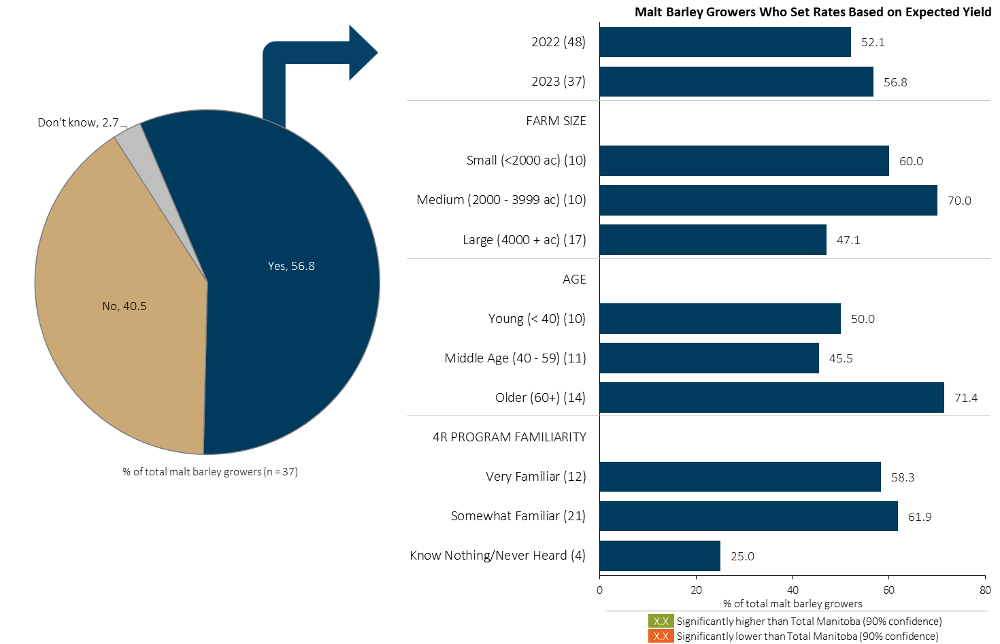 Malt Barley Growers Who Set Rates Based on Expected Yield
Don't know, 2.7
Yes, 56.8
No, 40.5
% of total malt barley growers (n = 37)
2022 (48) 52.1
2023 (37) 56.8
FARM SIZE
Small (<2000 ac) (10) 60.0
Medium (2000 - 3999 ac) (10) 70.0
Large (4000 + ac) (17) 47.1
AGE
Young (< 40) (10) 50.0
Middle Age (40 - 59) (11) 45.5
Older (60+) (14) 71.4
4R PROGRAM FAMILIARITY
Very Familiar (12) 58.3
Somewhat Familiar (21) 61.9
Know Nothing/Never Heard (4) 25.0
0 20 40 60 80
% of total malt barley growers
X.X Significantly higher than Total Manitoba (90% confidence)
X.X Significantly lower than Total Manitoba (90% confidence)